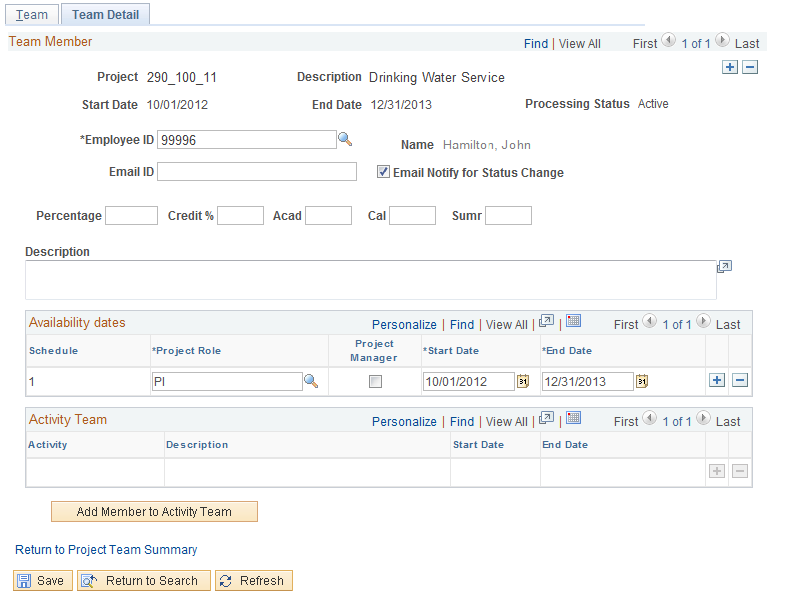 Team Team Detail
Team Member Find | View All First 1 of 1 Last
Project 290_100_11 Description Drinking Water Service
Start Date 10/01/2012 End Date 12/31/2013 Processing Status Active
*Employee ID 99996 Name Hamilton, John
Email ID Email Notify for Status Change
Percentage Credit % Acad Cal Sumr
Description
Availability dates Personalize | Find | View All | | First 1 of 1 Last
Schedule *Project Role Project Manager *Start Date *End Date
1 PI 10/01/2012 31 12/31/2013 31
Activity Team Personalize | Find | View All | | First 1 of 1 Last
Activity Description Start Date End Date
Add Member to Activity Team
Return to Project Team Summary
Save Return to Search Refresh